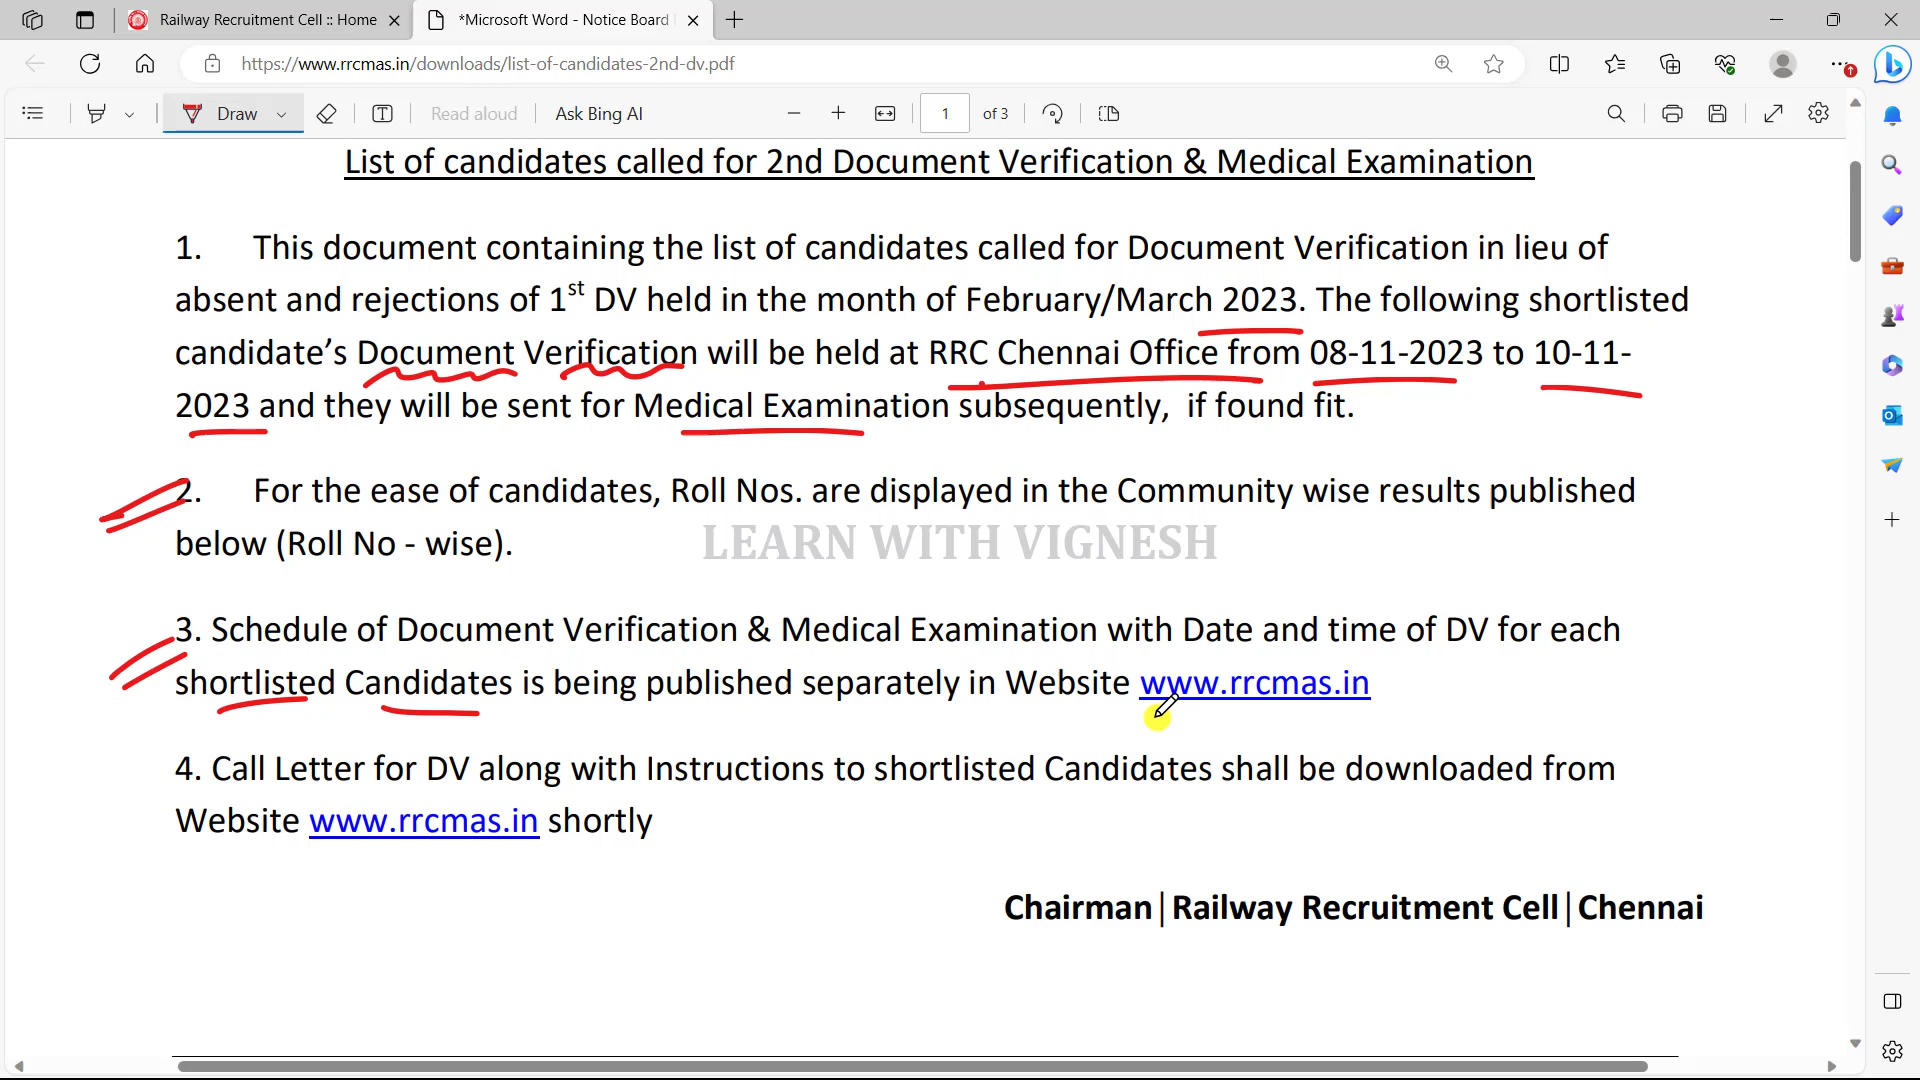 Railway Recruitment Cell :: Home
*Microsoft Word - Notice Board
https://www.rrcmas.in/downloads/list-of-candidates-2nd-dv.pdf
Draw
Read aloud
Ask Bing AI
1 of 3
List of candidates called for 2nd Document Verification & Medical Examination
1. This document containing the list of candidates called for Document Verification in lieu of
absent and rejections of 1st DV held in the month of February/March 2023. The following shortlisted
candidate’s Document Verification will be held at RRC Chennai Office from 08-11-2023 to 10-11-
2023 and they will be sent for Medical Examination subsequently, if found fit.
2. For the ease of candidates, Roll Nos. are displayed in the Community wise results published
below (Roll No - wise).
LEARN WITH VIGNESH
3. Schedule of Document Verification & Medical Examination with Date and time of DV for each
shortlisted Candidates is being published separately in Website www.rrcmas.in
4. Call Letter for DV along with Instructions to shortlisted Candidates shall be downloaded from
Website www.rrcmas.in shortly
Chairman|Railway Recruitment Cell|Chennai